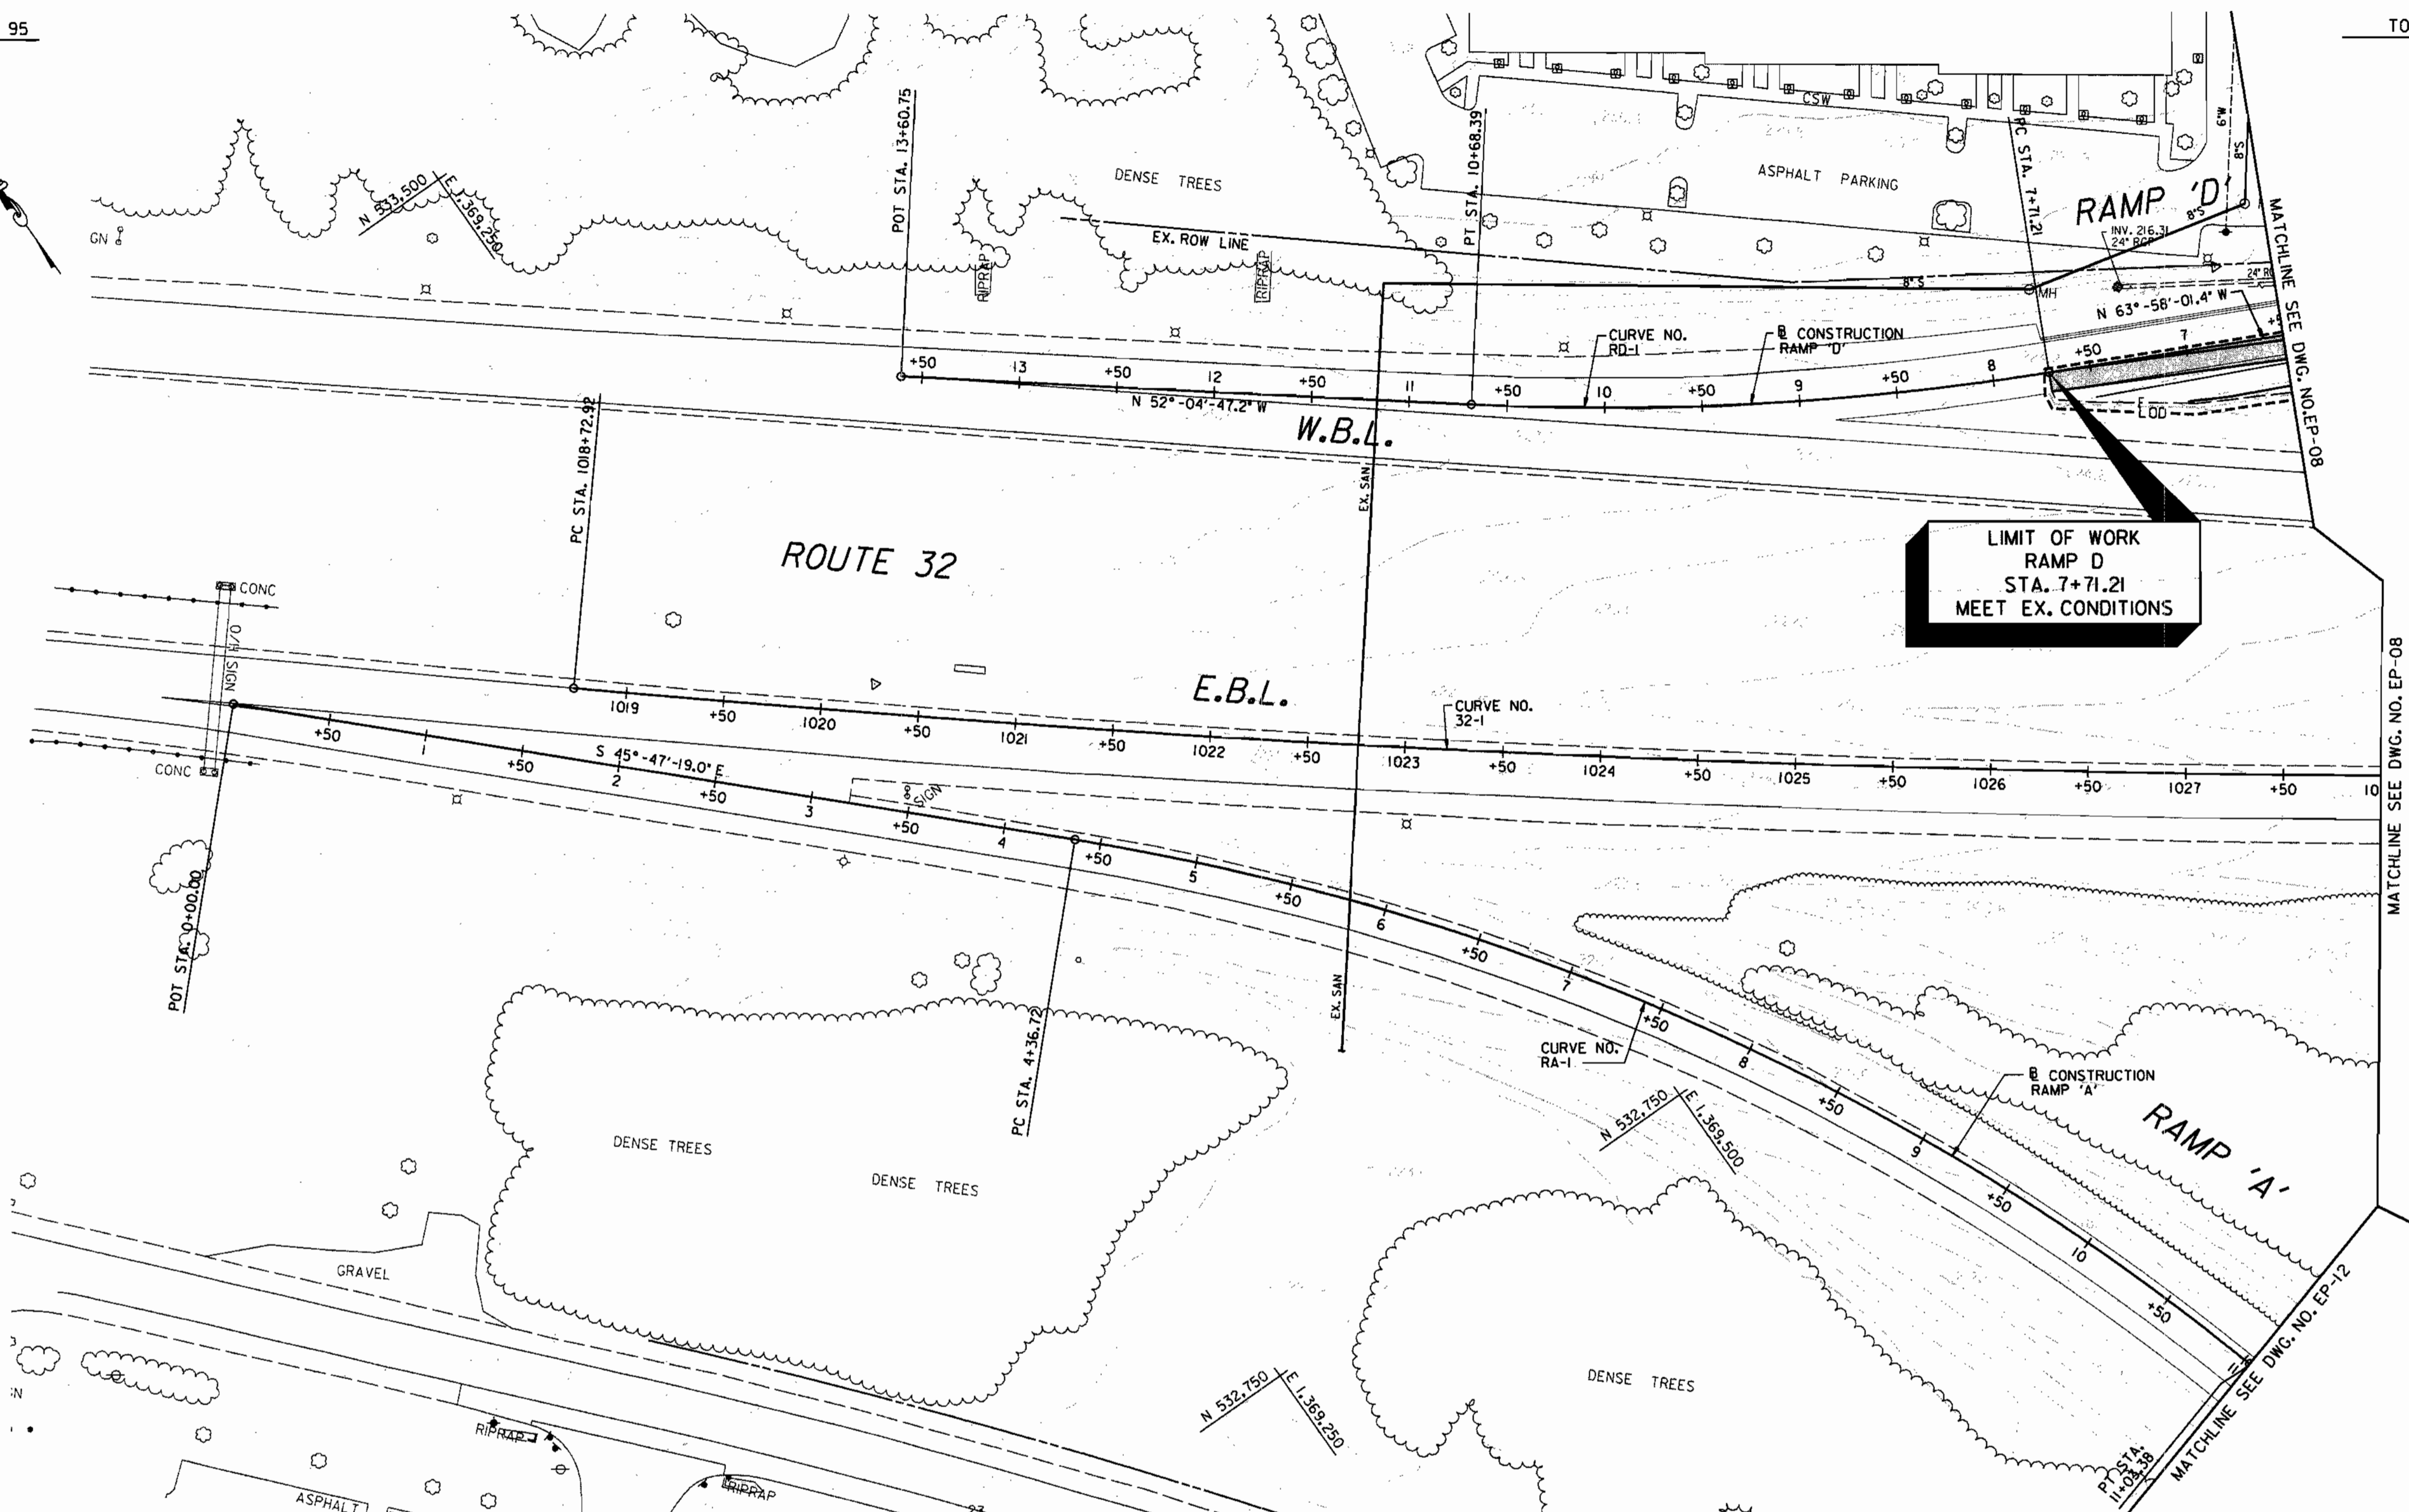 95
TO
CSW
6"W
8"S
POT STA. 13+60.75
PT STA. 10+68.39
PC STA. 7+71.21
DENSE TREES
ASPHALT PARKING
N 533,500
E 1,369,250
RAMP 'D'
8"S
INV. 216.31
24" RCP
GN
EX. ROW LINE
RIPRAP
RIPRAP
8" S
MH
N 63°-58'-01.4" W
MATCHLINE SEE DWG. NO. EP-08
CURVE NO.
RD-1
B CONSTRUCTION
RAMP 'D'
+50
13
+50
12
+50
11
+50
10
+50
9
+50
8
+50
7
N 52°-04'-47.2" W
LOD
W.B.L.
PC STA. 1018+72.92
EX. SAN
ROUTE 32
LIMIT OF WORK
RAMP D
STA. 7+71.21
MEET EX. CONDITIONS
CONC
O/H SIGN
CONC
E.B.L.
CURVE NO.
32-1
1019
+50
1020
+50
1021
+50
1022
+50
1023
+50
1024
+50
1025
+50
1026
+50
1027
+50
10
MATCHLINE SEE DWG. NO. EP-08
S 45°-47'-19.0" E
+50
1
+50
2
+50
3
+50
4
+50
5
+50
6
+50
7
+50
8
+50
9
+50
10
+50
11
SIGN
POT STA. 0+00.00
PC STA. 4+36.72
EX. SAN
CURVE NO.
RA-1
B CONSTRUCTION
RAMP 'A'
RAMP 'A'
N 532,750
E 1,369,500
DENSE TREES
DENSE TREES
GRAVEL
N 532,750
E 1,369,250
DENSE TREES
MATCHLINE SEE DWG. NO. EP-12
PT STA.
11+03.38
RIPRAP
RIPRAP
ASPHALT